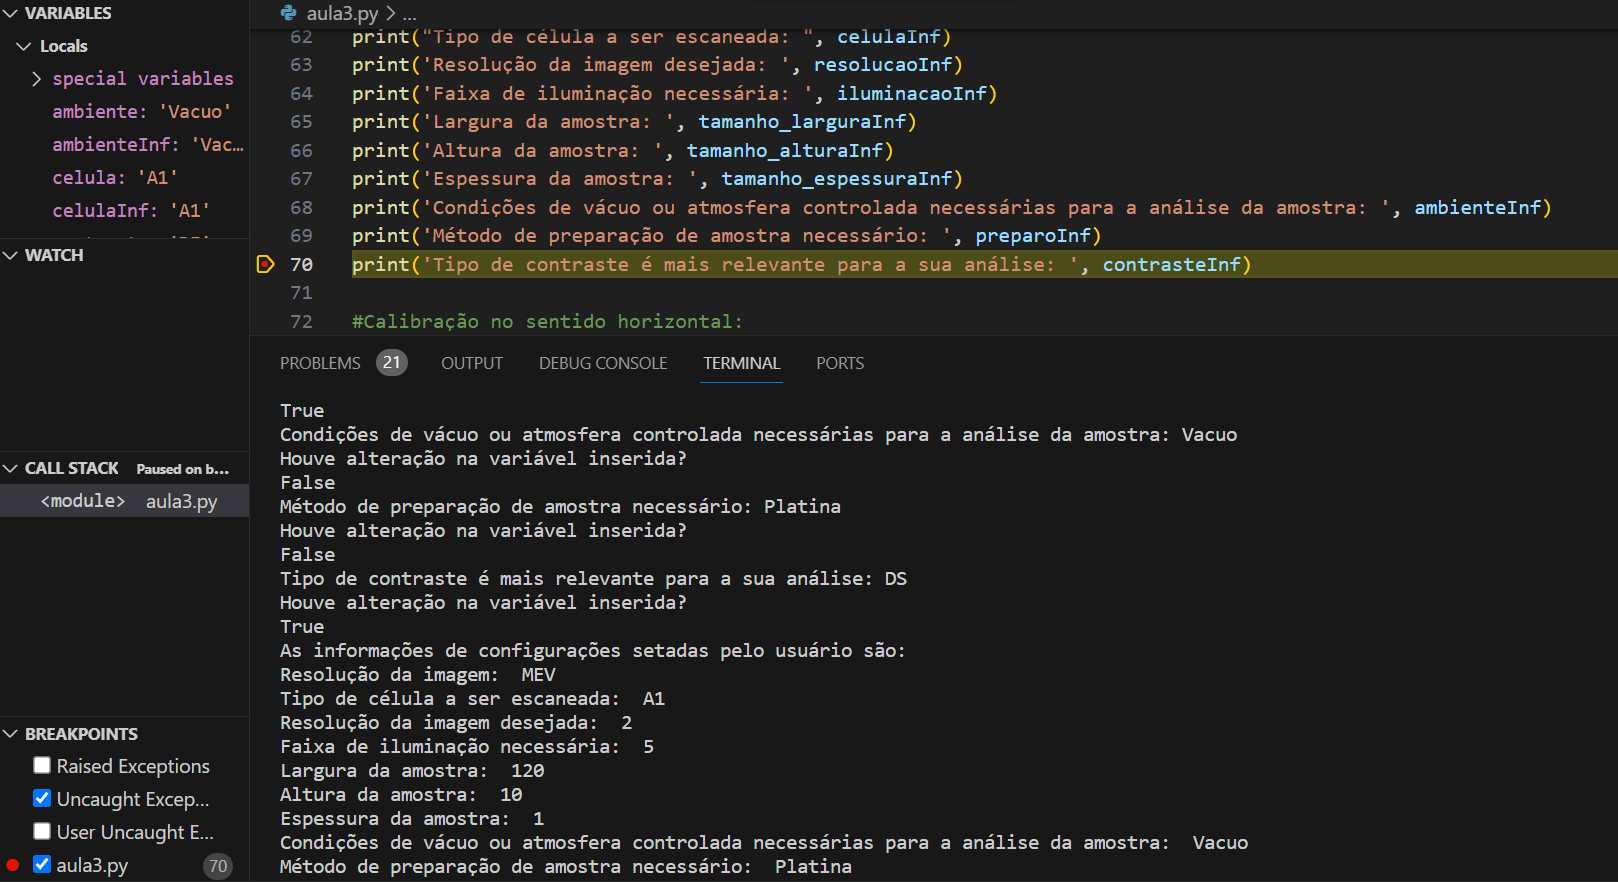 VARIABLES
Locals
special variables
ambiente: 'Vacuo'
ambienteInf: 'Vac…
celula: 'A1'
celulaInf: 'A1'
WATCH
CALL STACK Paused on b…
<module> aula3.py
BREAKPOINTS
Raised Exceptions
Uncaught Excep…
User Uncaught E…
aula3.py 70
aula3.py > ...
62 print("Tipo de célula a ser escaneada: ", celulaInf)
63 print('Resolução da imagem desejada: ', resolucaoInf)
64 print('Faixa de iluminação necessária: ', iluminacaoInf)
65 print('Largura da amostra: ', tamanho_larguraInf)
66 print('Altura da amostra: ', tamanho_alturaInf)
67 print('Espessura da amostra: ', tamanho_espessuraInf)
68 print('Condições de vácuo ou atmosfera controlada necessárias para a análise da amostra: ', ambienteInf)
69 print('Método de preparação de amostra necessário: ', preparoInf)
70 print('Tipo de contraste é mais relevante para a sua análise: ', contrasteInf)
71
72 #Calibração no sentido horizontal:
PROBLEMS 21 OUTPUT DEBUG CONSOLE TERMINAL PORTS
True
Condições de vácuo ou atmosfera controlada necessárias para a análise da amostra: Vacuo
Houve alteração na variável inserida?
False
Método de preparação de amostra necessário: Platina
Houve alteração na variável inserida?
False
Tipo de contraste é mais relevante para a sua análise: DS
Houve alteração na variável inserida?
True
As informações de configurações setadas pelo usuário são:
Resolução da imagem:  MEV
Tipo de célula a ser escaneada:  A1
Resolução da imagem desejada:  2
Faixa de iluminação necessária:  5
Largura da amostra:  120
Altura da amostra:  10
Espessura da amostra:  1
Condições de vácuo ou atmosfera controlada necessárias para a análise da amostra:  Vacuo
Método de preparação de amostra necessário:  Platina